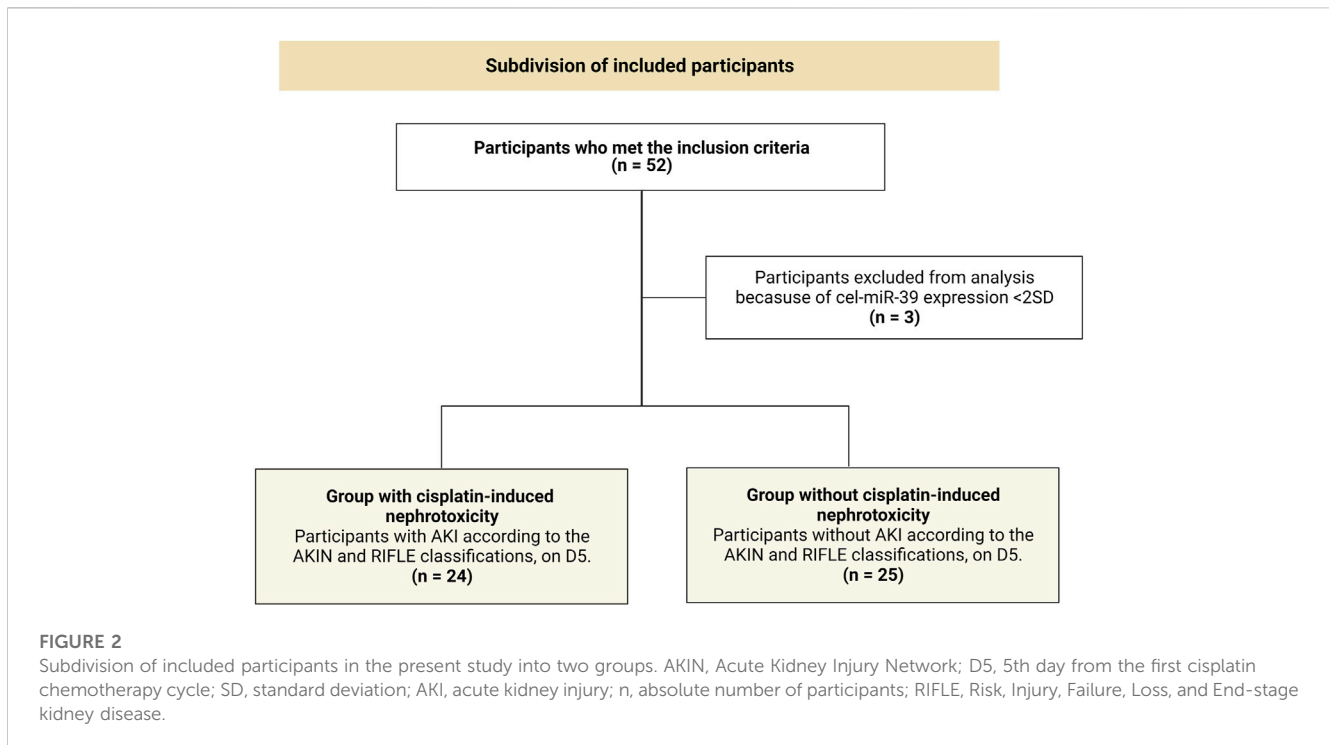 Subdivision of included participants
Participants who met the inclusion criteria
(n = 52)
Participants excluded from analysis
becasuse of cel-miR-39 expression <2SD
(n = 3)
Group with cisplatin-induced
nephrotoxicity
Participants with AKI according to the
AKIN and RIFLE classifications, on D5.
(n = 24)
Group without cisplatin-induced
nephrotoxicity
Participants without AKI according to the
AKIN and RIFLE classifications, on D5.
(n = 25)
FIGURE 2
Subdivision of included participants in the present study into two groups. AKIN, Acute Kidney Injury Network; D5, 5th day from the first cisplatin
chemotherapy cycle; SD, standard deviation; AKI, acute kidney injury; n, absolute number of participants; RIFLE, Risk, Injury, Failure, Loss, and End-stage
kidney disease.